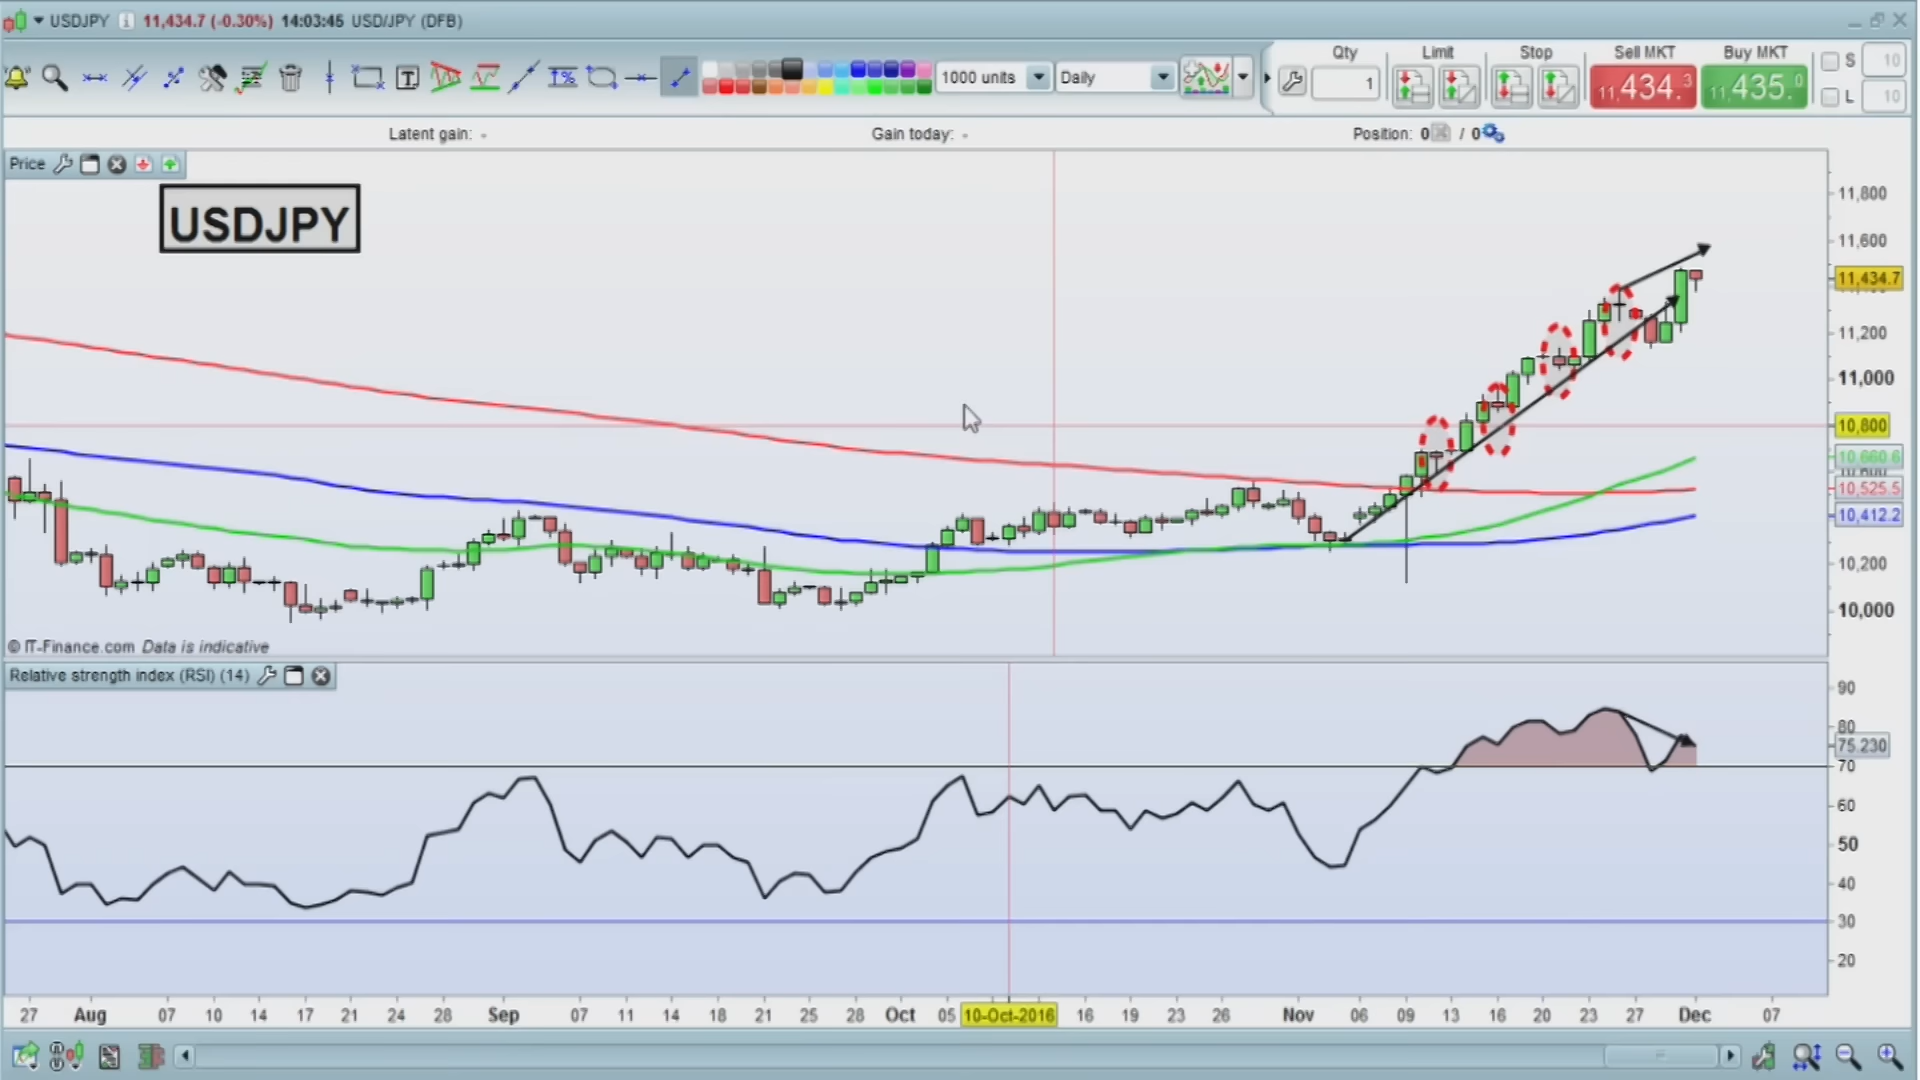 USDJPY 11,434.7 (-0.30%) 14:03:45 USD/JPY (DFB)
Qty Limit Stop Sell MKT Buy MKT
1000 units Daily 1 11,434.3 11,435.0
S 10
L 10
Latent gain: - Gain today: - Position: 0 / 0
Price
USDJPY
11,800
11,600
11,434.7
11,200
11,000
10,800
10,660.6
10,525.5
10,412.2
10,200
10,000
© IT-Finance.com Data is indicative
Relative strength index (RSI) (14)
90
80
75.230
70
60
50
40
30
20
27 Aug 07 10 14 17 21 24 28 Sep 07 11 14 18 21 25 28 Oct 05 10-Oct-2016 16 19 23 26 Nov 06 09 13 16 20 23 27 Dec 07